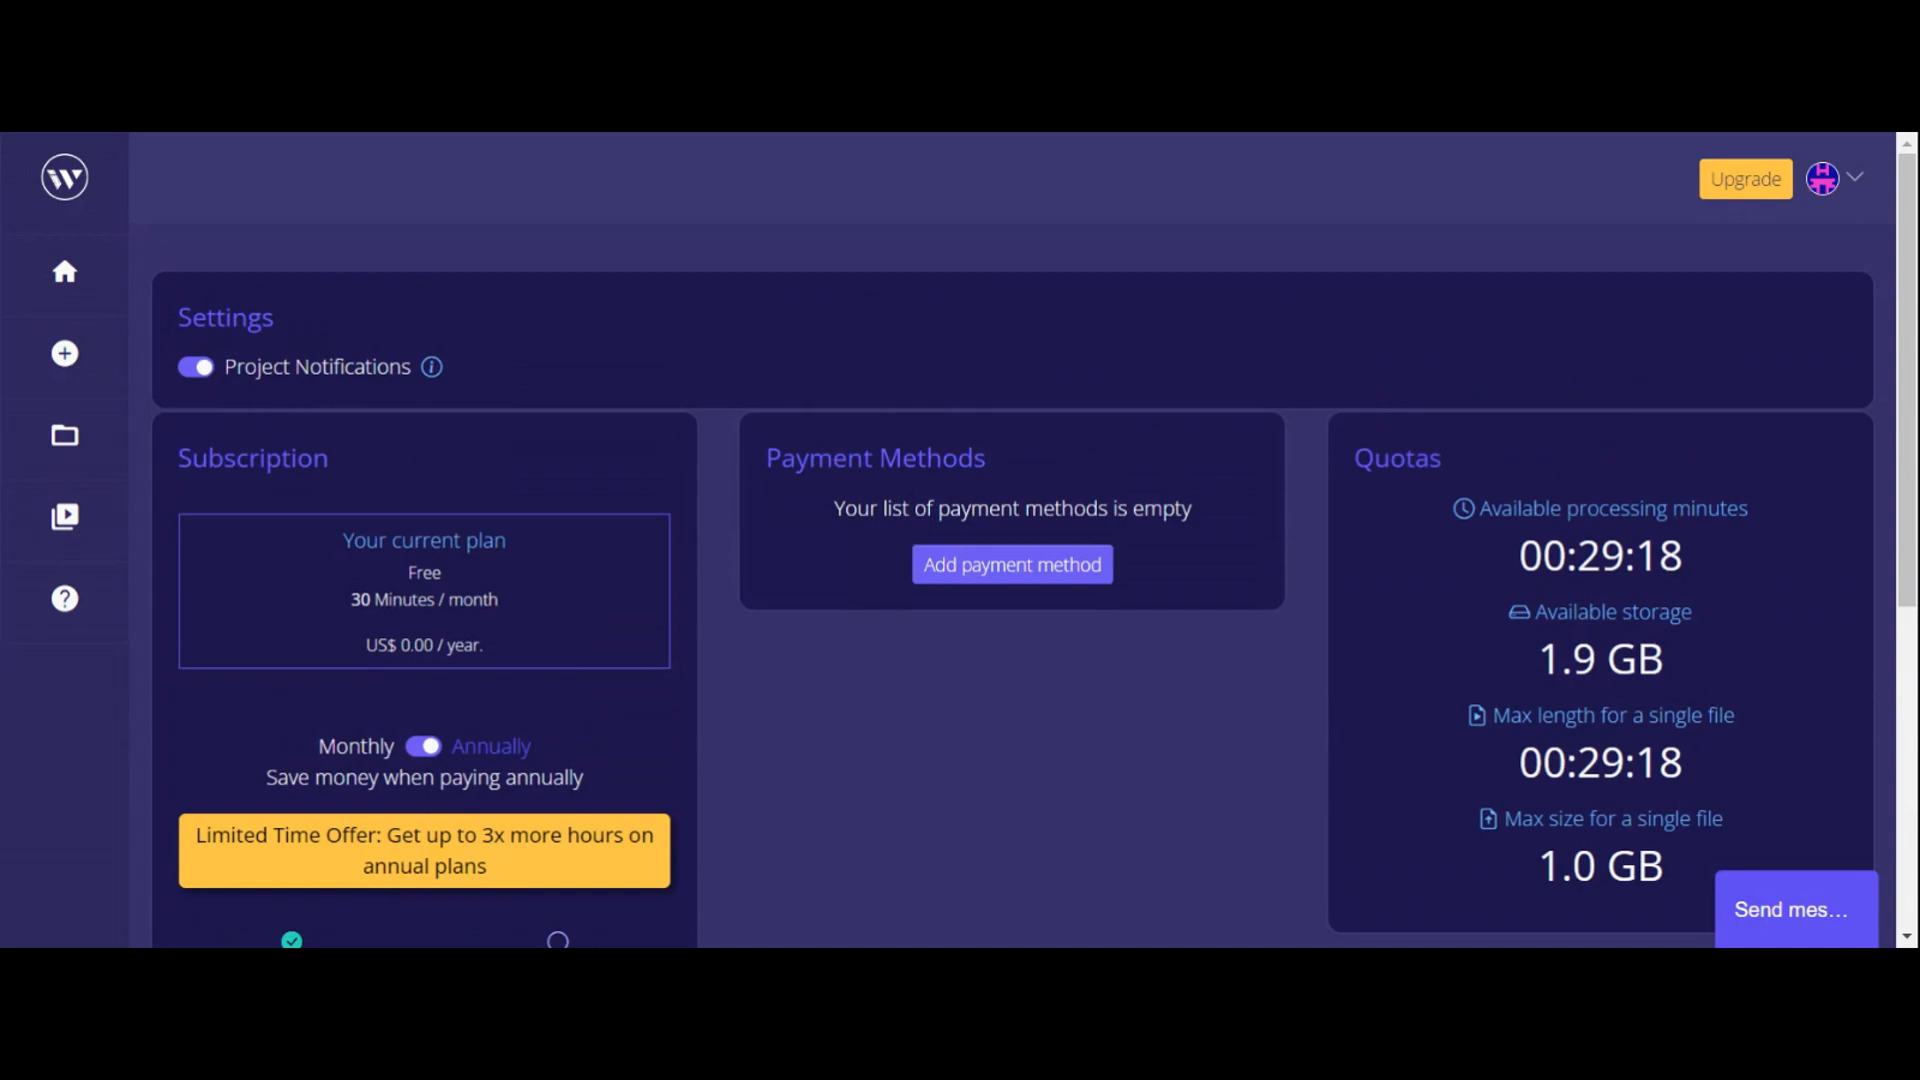 Upgrade
Settings
Project Notifications
Subscription
Your current plan
Free
30 Minutes / month
US$ 0.00 / year.
Monthly Annually
Save money when paying annually
Limited Time Offer: Get up to 3x more hours on
annual plans
Payment Methods
Your list of payment methods is empty
Add payment method
Quotas
Available processing minutes
00:29:18
Available storage
1.9 GB
Max length for a single file
00:29:18
Max size for a single file
1.0 GB
Send mes...